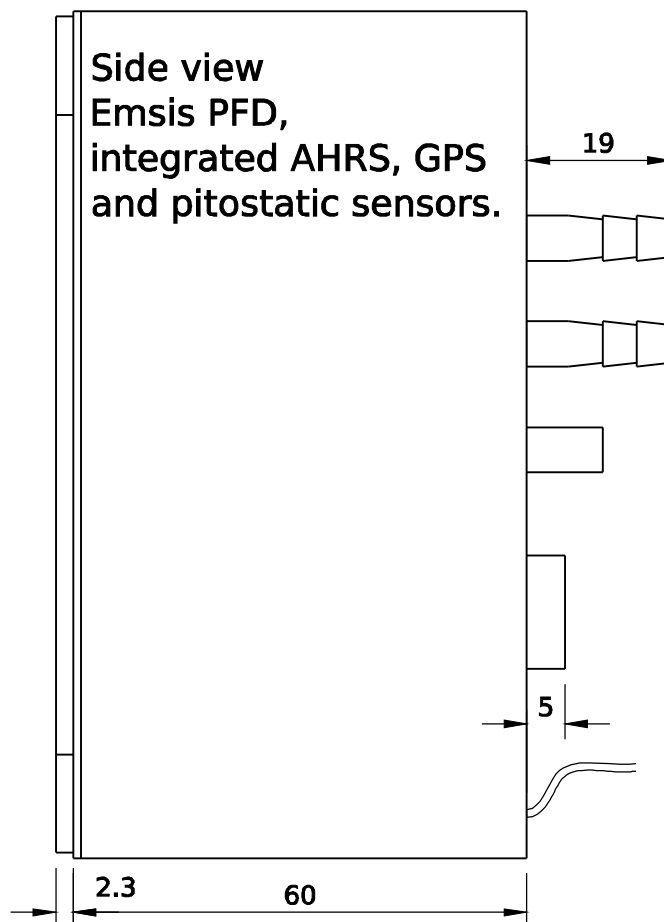 Side view
Emsis PFD,
integrated AHRS, GPS
and pitostatic sensors.
19
5
2.3
60